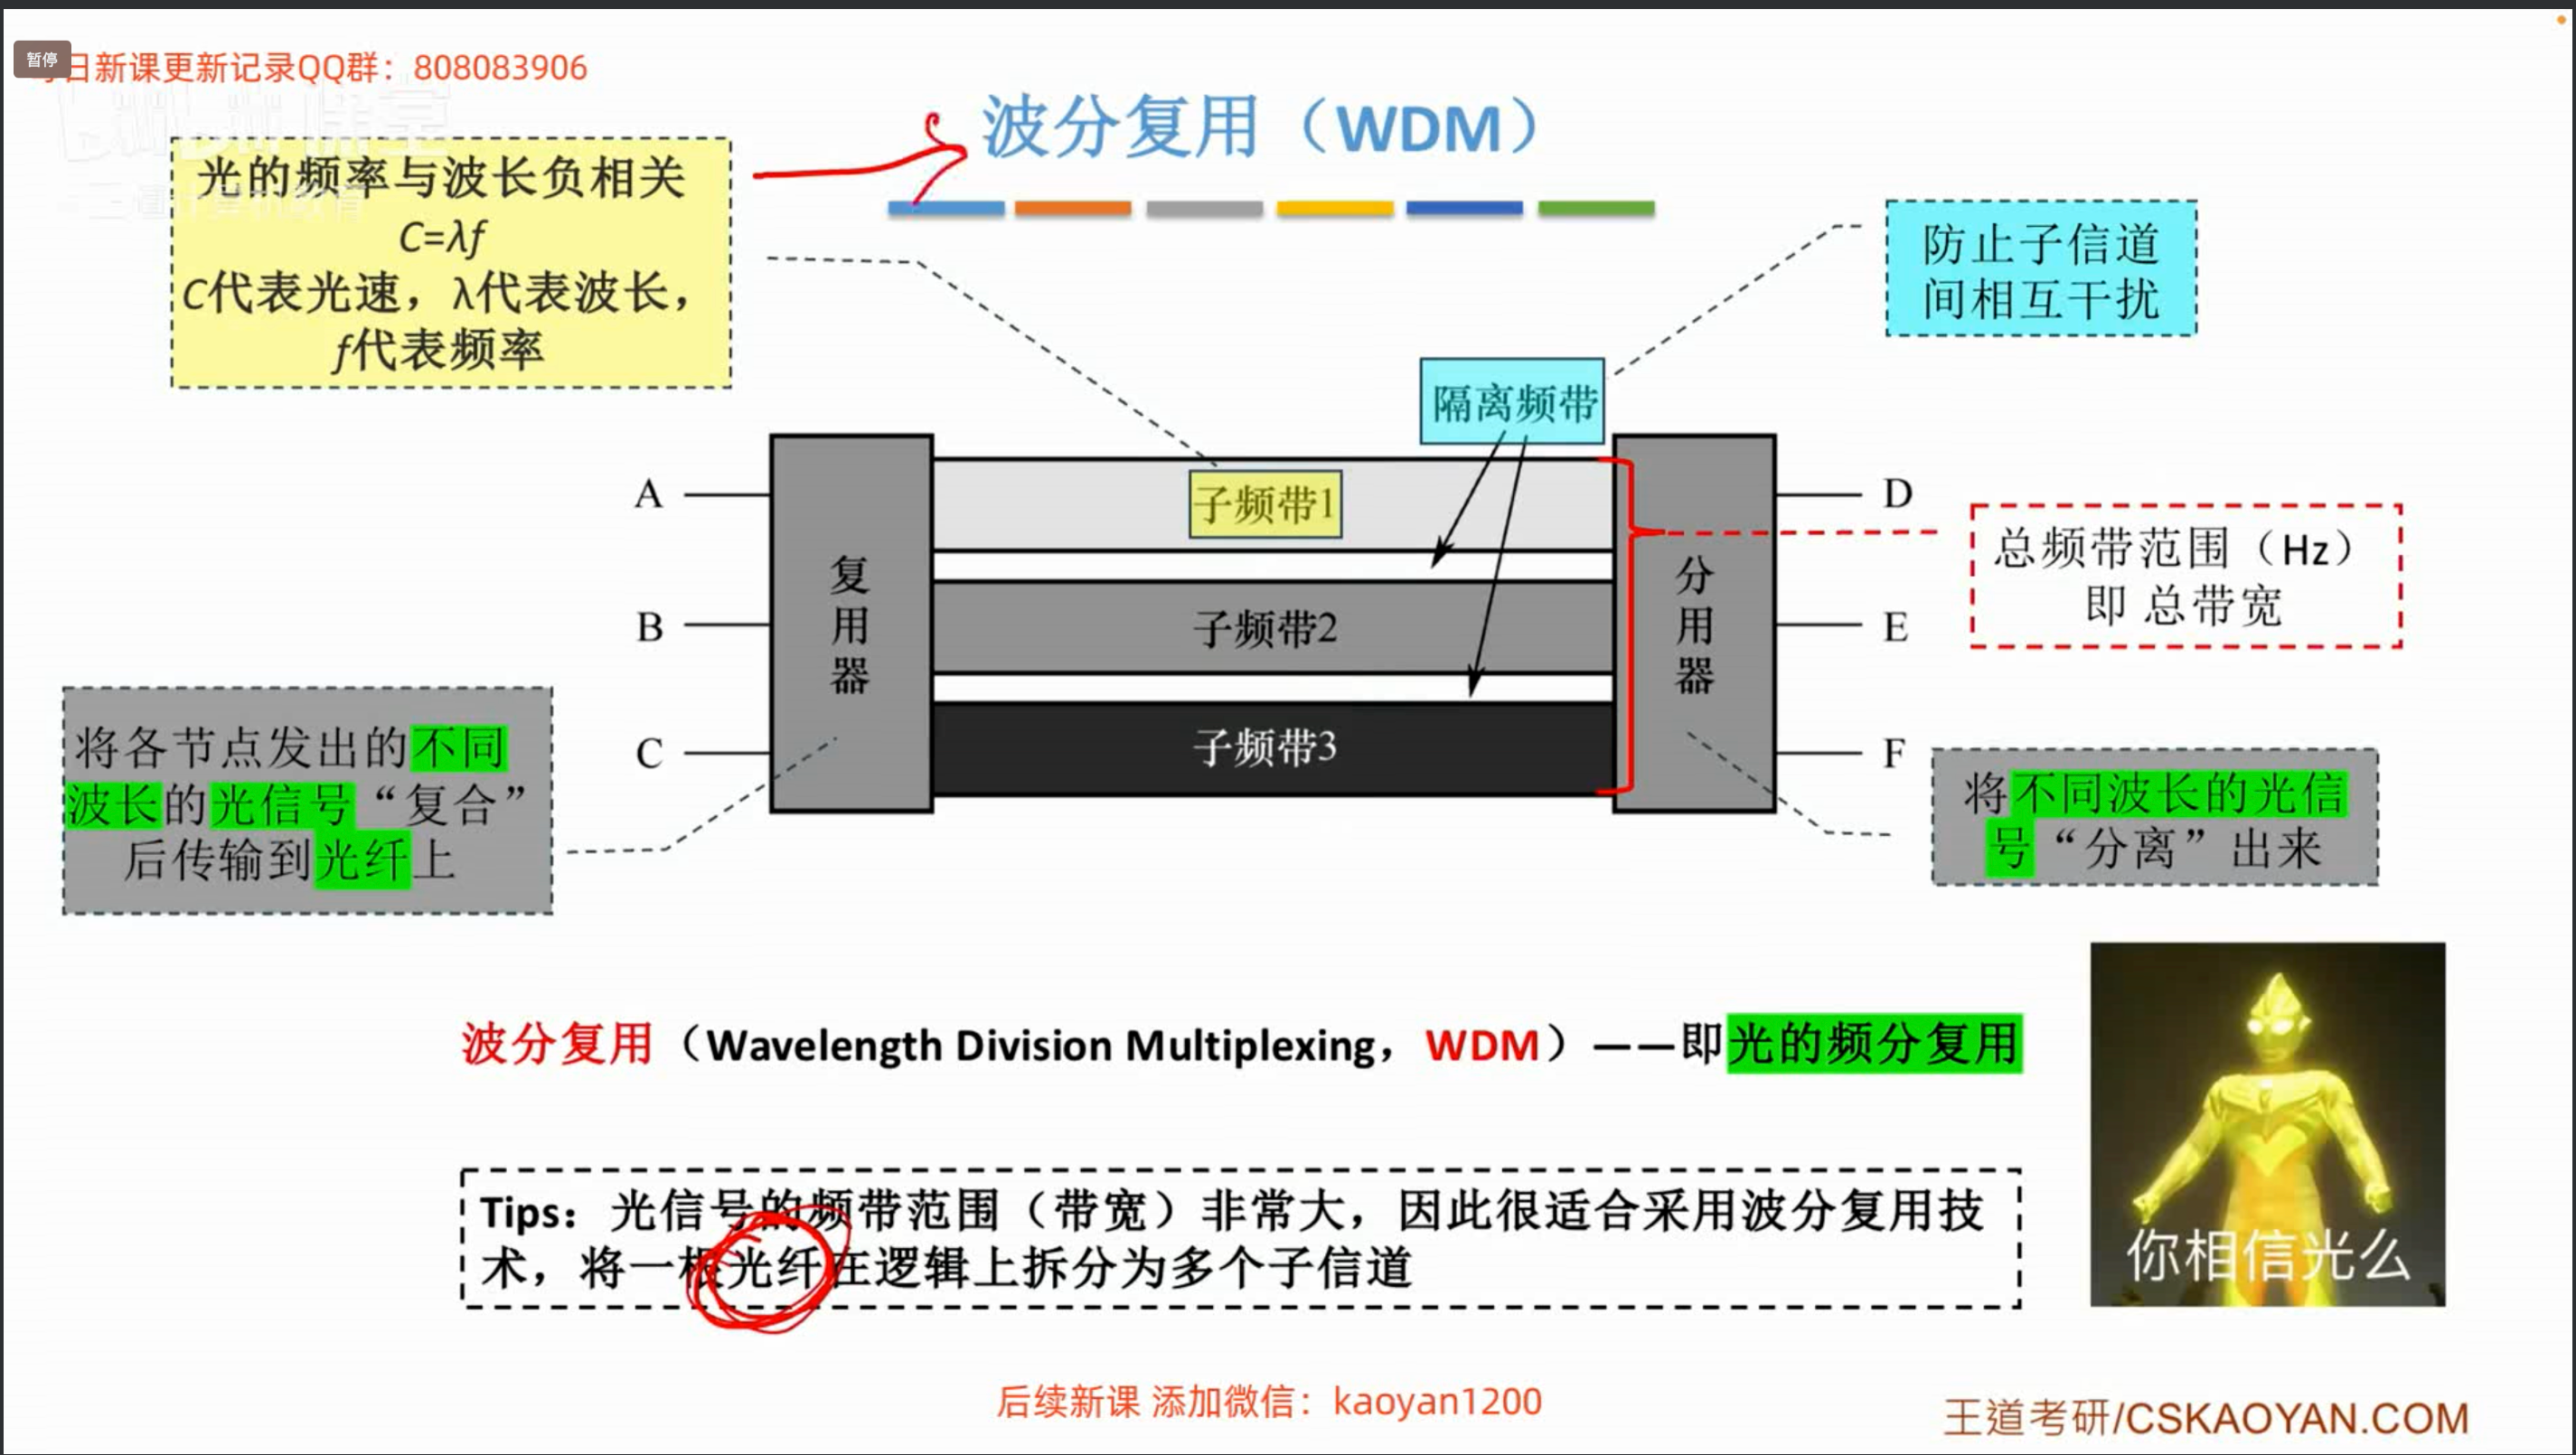 暂停
日新课更新记录QQ群：808083906
波分复用（WDM）
光的频率与波长负相关
C=λf
C代表光速，λ代表波长，
f代表频率
防止子信道
间相互干扰
隔离频带
A
B
C
复
用
器
子频带1
子频带2
子频带3
分
用
器
D
E
F
总频带范围（Hz）
即 总带宽
将各节点发出的不同
波长的光信号“复合”
后传输到光纤上
将不同波长的光信
号“分离”出来
波分复用（Wavelength Division Multiplexing，WDM）——即光的频分复用
Tips：光信号的频带范围（带宽）非常大，因此很适合采用波分复用技
术，将一根光纤在逻辑上拆分为多个子信道
你相信光么
后续新课 添加微信：kaoyan1200
王道考研/CSKAOYAN.COM